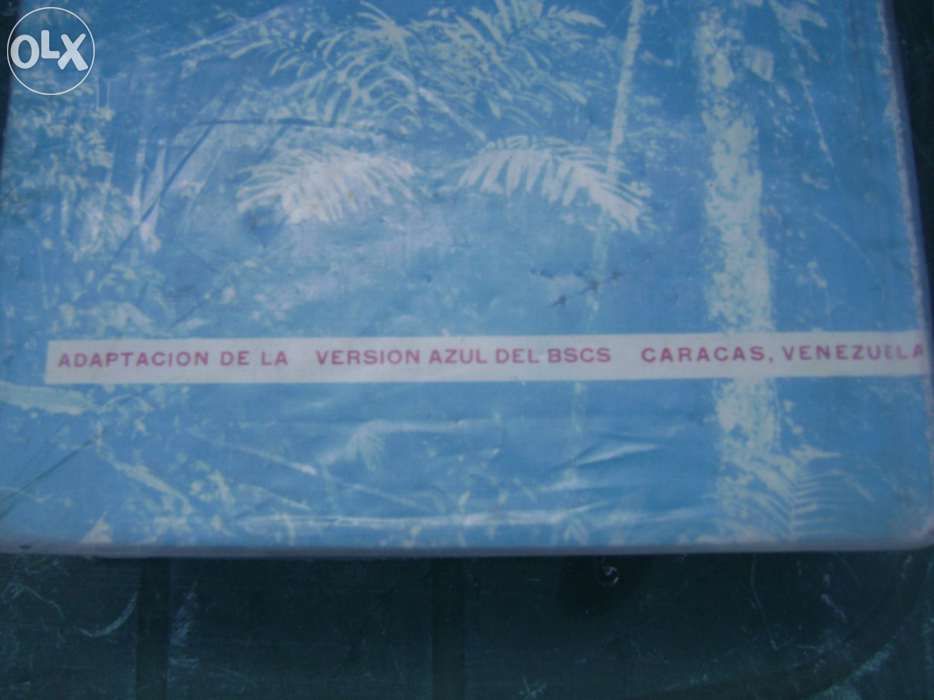 OLX
ADAPTACION DE LA VERSION AZUL DEL BSCS CARACAS, VENEZUELA